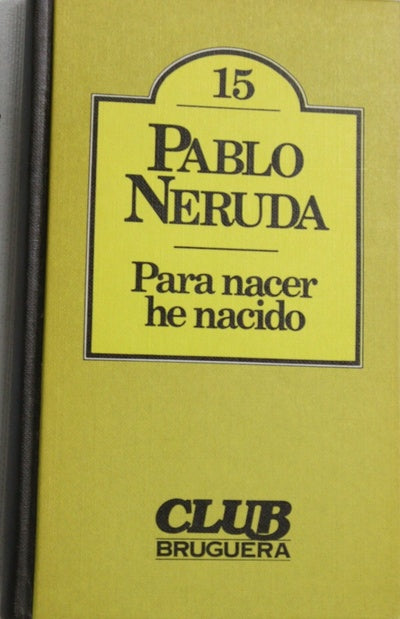 15
PABLO
NERUDA
Para nacer
he nacido
CLUB
BRUGUERA